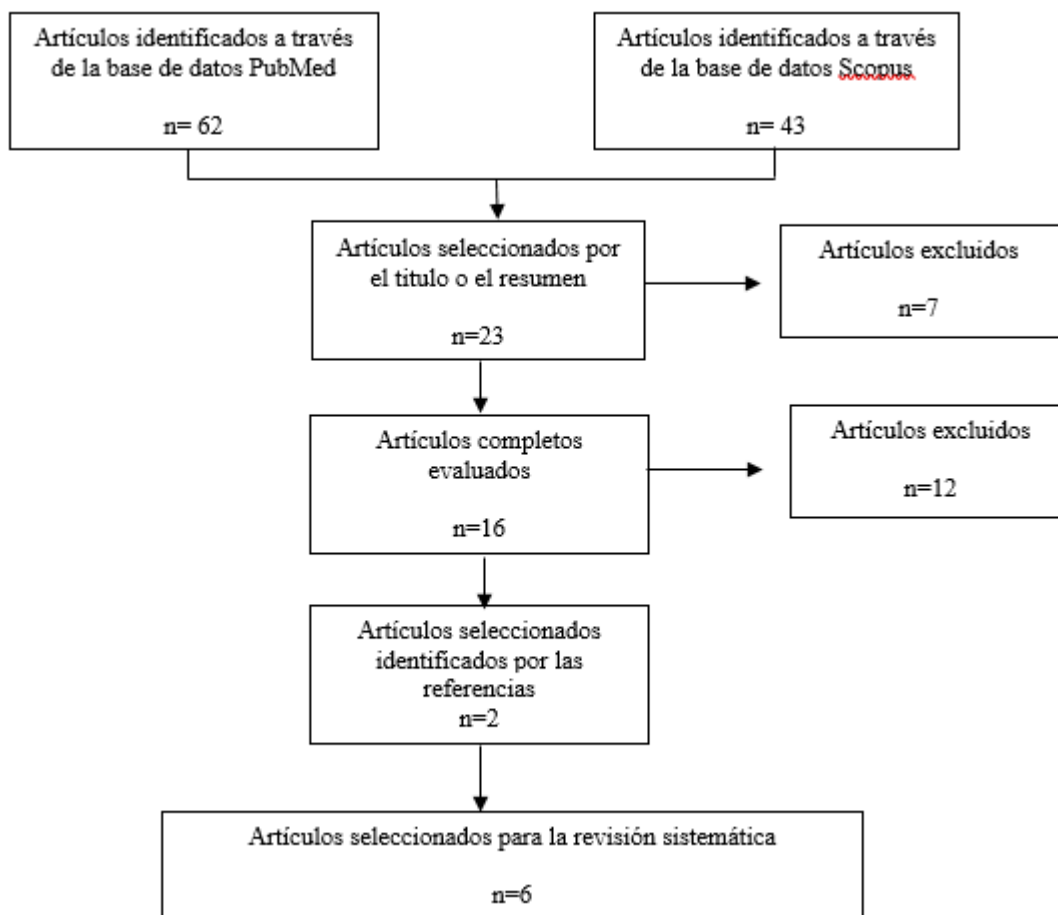 Artículos identificados a través
de la base de datos PubMed
n= 62
Artículos identificados a través
de la base de datos Scopus
n= 43
Artículos seleccionados por
el titulo o el resumen
n=23
Artículos excluidos
n=7
Artículos completos
evaluados
n=16
Artículos excluidos
n=12
Artículos seleccionados
identificados por las
referencias
n=2
Artículos seleccionados para la revisión sistemática
n=6